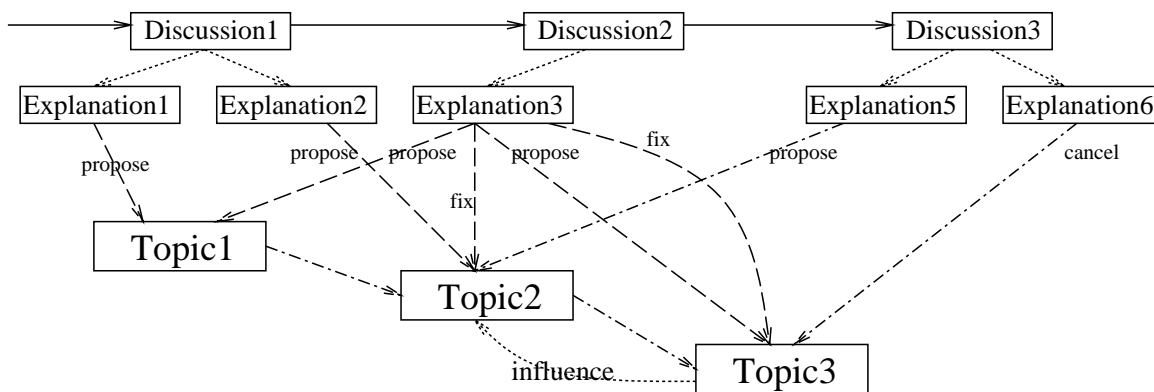 Discussion1
Discussion2
Discussion3
Explanation1
Explanation2
Explanation3
Explanation5
Explanation6
propose
propose
propose
propose
fix
propose
cancel
fix
Topic1
Topic2
influence
Topic3